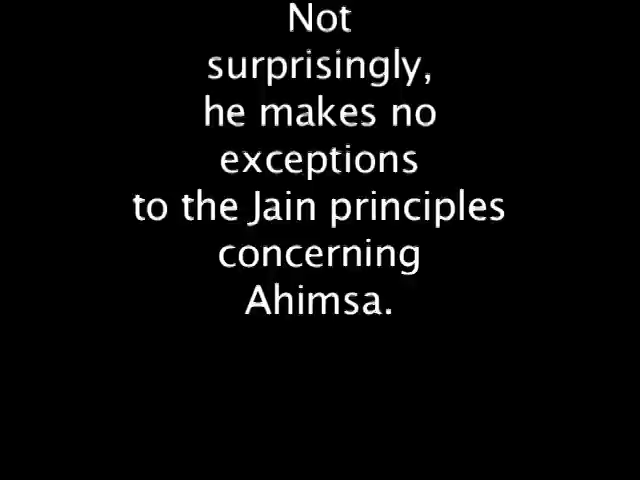 Not
surprisingly,
he makes no
exceptions
to the Jain principles
concerning
Ahimsa.